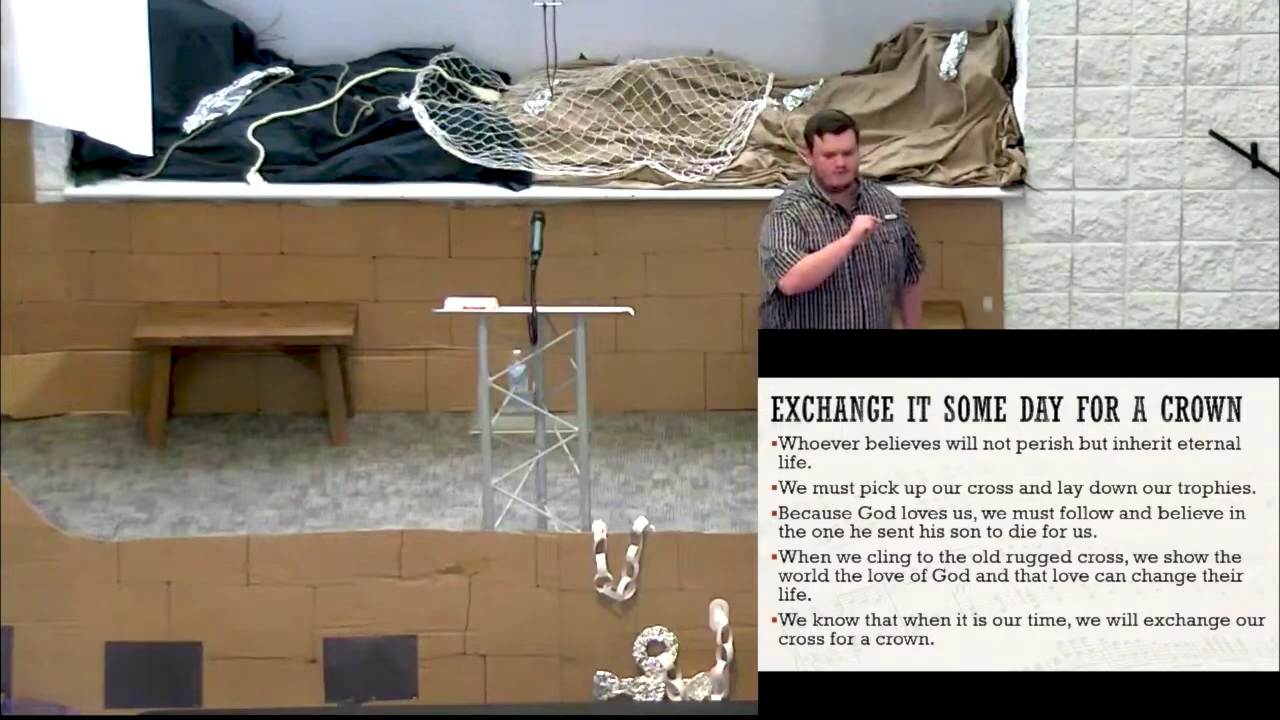 EXCHANGE IT SOME DAY FOR A CROWN
▪Whoever believes will not perish but inherit eternal
life.
▪We must pick up our cross and lay down our trophies.
▪Because God loves us, we must follow and believe in
the one he sent his son to die for us.
▪When we cling to the old rugged cross, we show the
world the love of God and that love can change their
life.
▪We know that when it is our time, we will exchange our
cross for a crown.